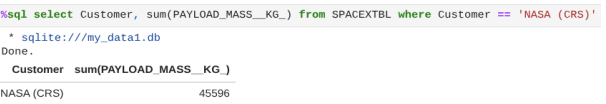 %sql select Customer, sum(PAYLOAD_MASS__KG_) from SPACEXTBL where Customer == 'NASA (CRS)'
* sqlite:///my_data1.db
Done.
Customer sum(PAYLOAD_MASS__KG_)
NASA (CRS) 45596